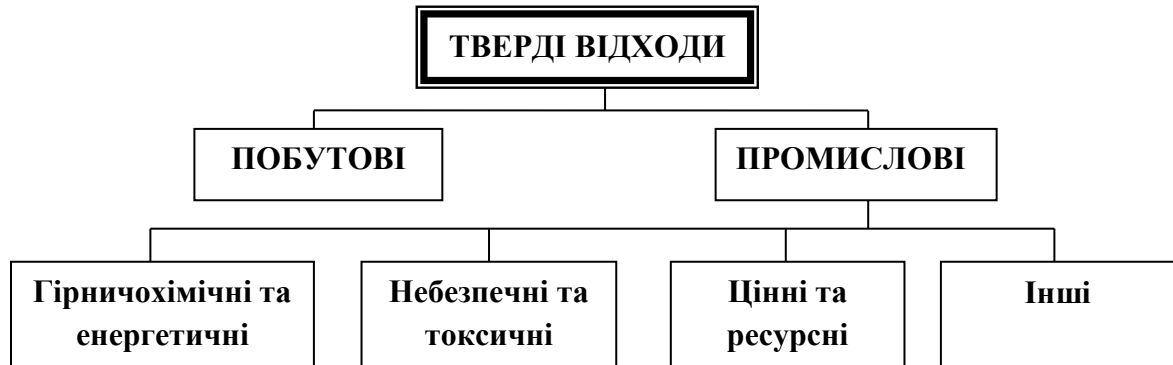 ТВЕРДІ ВІДХОДИ
ПОБУТОВІ
ПРОМИСЛОВІ
Гірничохімічні та
енергетичні
Небезпечні та
токсичні
Цінні та
ресурсні
Інші